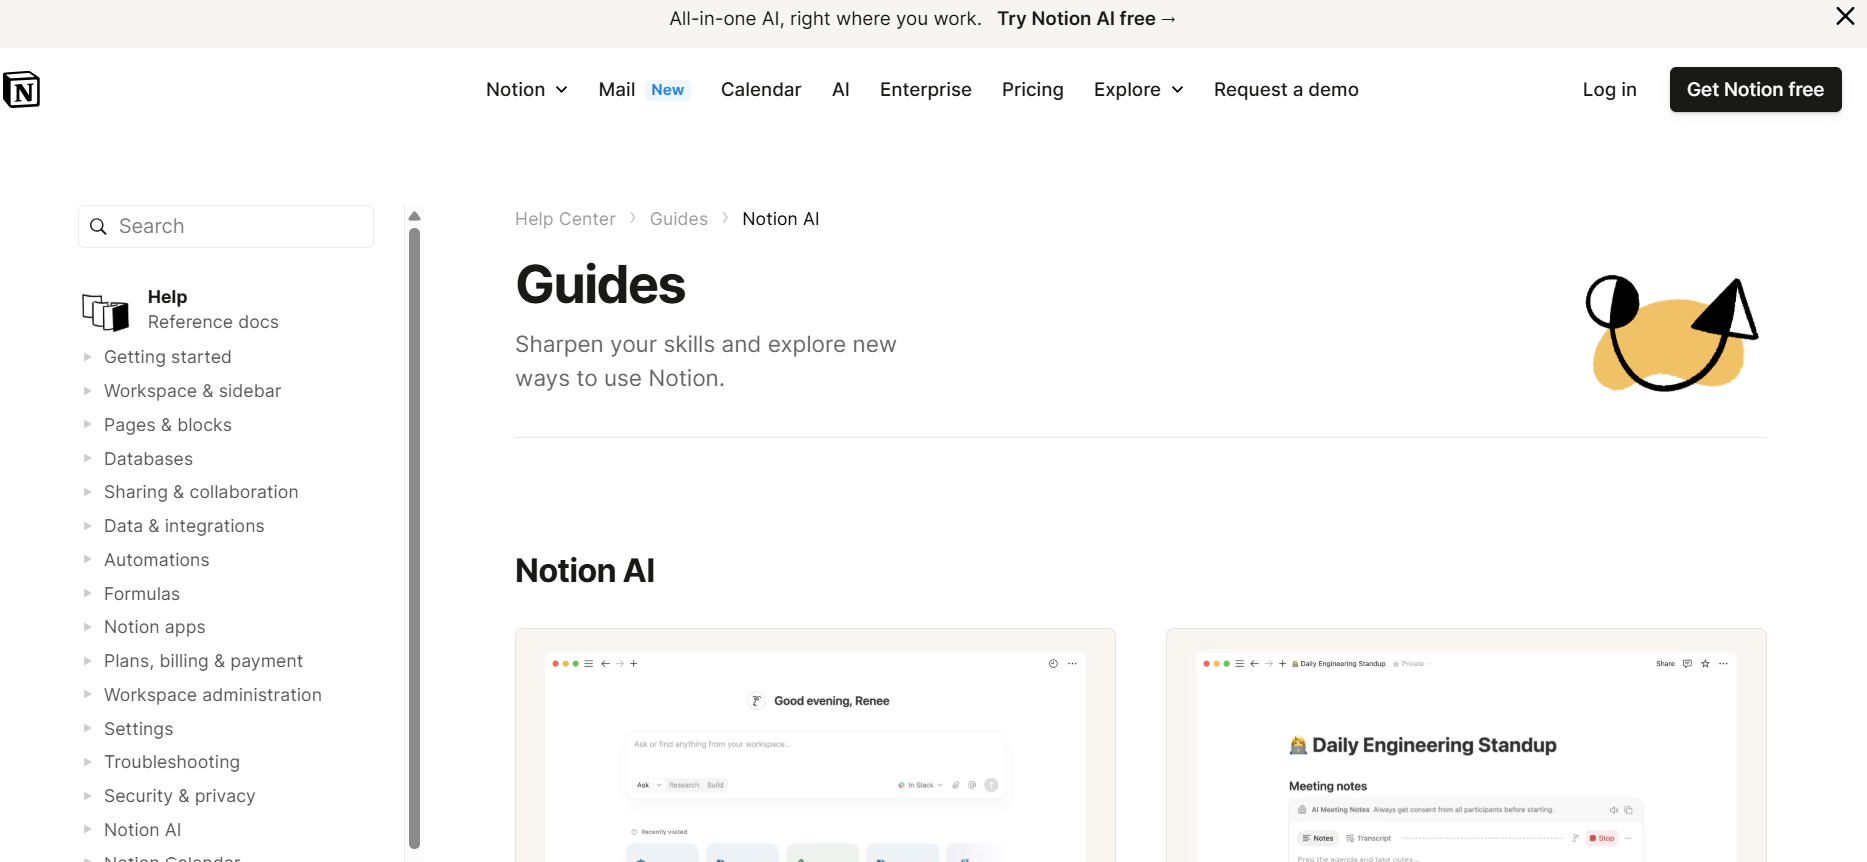 All-in-one AI, right where you work. Try Notion AI free →
N
Notion Mail New Calendar AI Enterprise Pricing Explore Request a demo Log in Get Notion free
Search
Help
Reference docs
Getting started
Workspace & sidebar
Pages & blocks
Databases
Sharing & collaboration
Data & integrations
Automations
Formulas
Notion apps
Plans, billing & payment
Workspace administration
Settings
Troubleshooting
Security & privacy
Notion AI
Notion Calendar
Help Center › Guides › Notion AI
Guides
Sharpen your skills and explore new
ways to use Notion.
Notion AI
Good evening, Renee
Ask or find anything from your workspace...
Ask Research Build In Slack
Recently visited
Daily Engineering Standup Private Share
Daily Engineering Standup
Meeting notes
AI Meeting Notes Always get consent from all participants before starting.
Notes Transcript Stop
Prep the agenda and take notes...